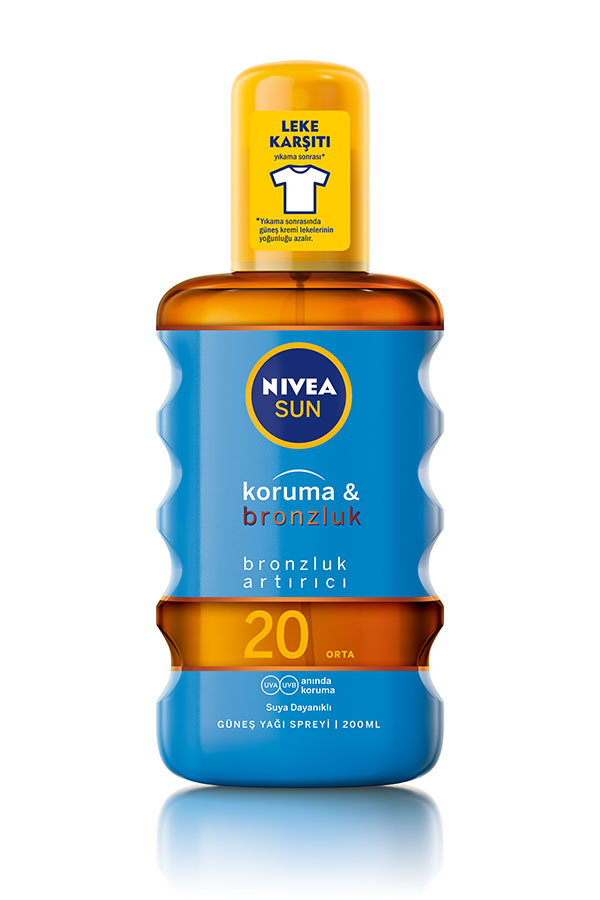 LEKE
KARŞITI
yıkama sonrası*
*Yıkama sonrasında
güneş kremi lekelerinin
yoğunluğu azalır.
NIVEA
SUN
koruma &
bronzluk
bronzluk
artırıcı
20 ORTA
UVA UVB anında
koruma
Suya Dayanıklı
GÜNEŞ YAĞI SPREYİ | 200ML